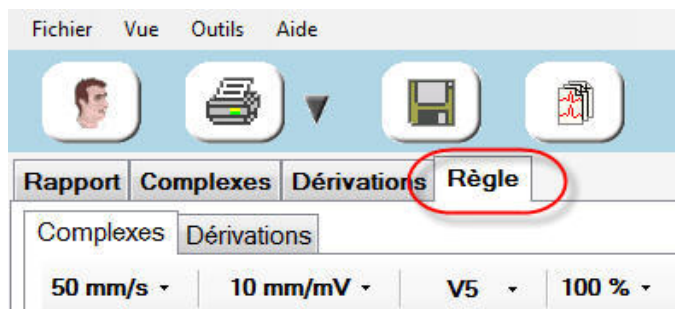 Fichier Vue Outils Aide
Rapport Complexes Dérivations Règle
Complexes Dérivations
50 mm/s 10 mm/mV V5 100 %